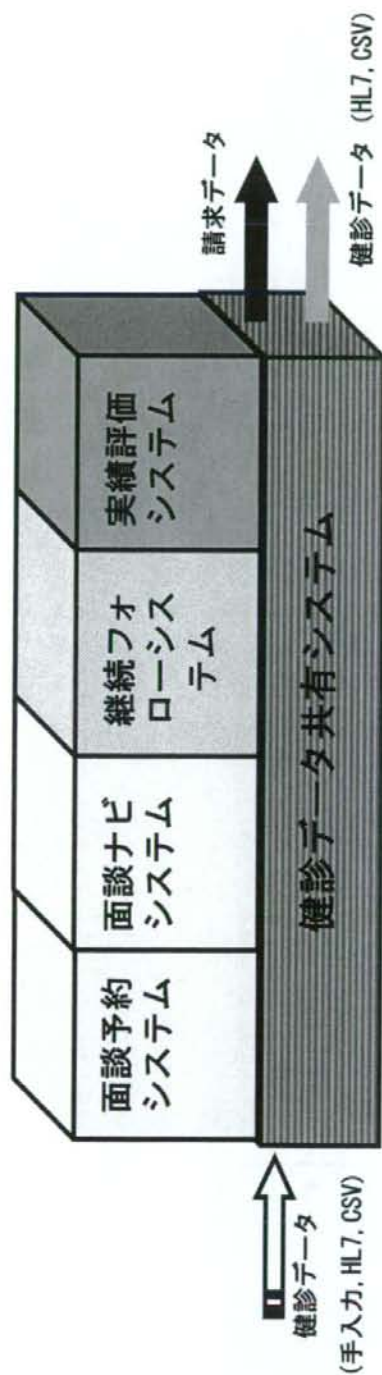 面談予約
システム
面談ナビ
システム
継続フォ
ローシス
テム
実績評価
システム
健診データ共有システム
健診データ
(手入力, HL7, CSV)
請求データ
健診データ (HL7, CSV)